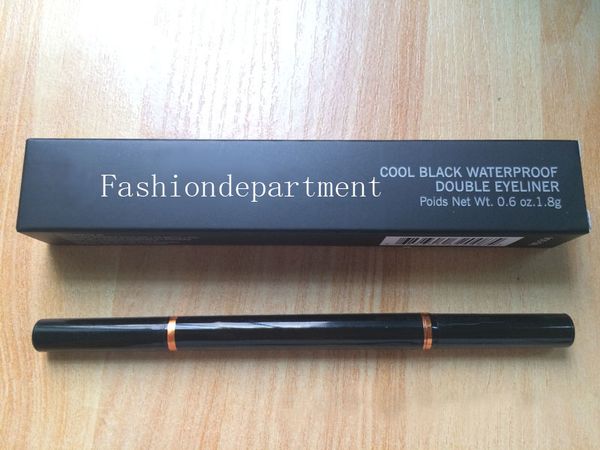 Fashiondepartment
COOL BLACK WATERPROOF
DOUBLE EYELINER
Poids Net Wt. 0.6 oz.1.8g